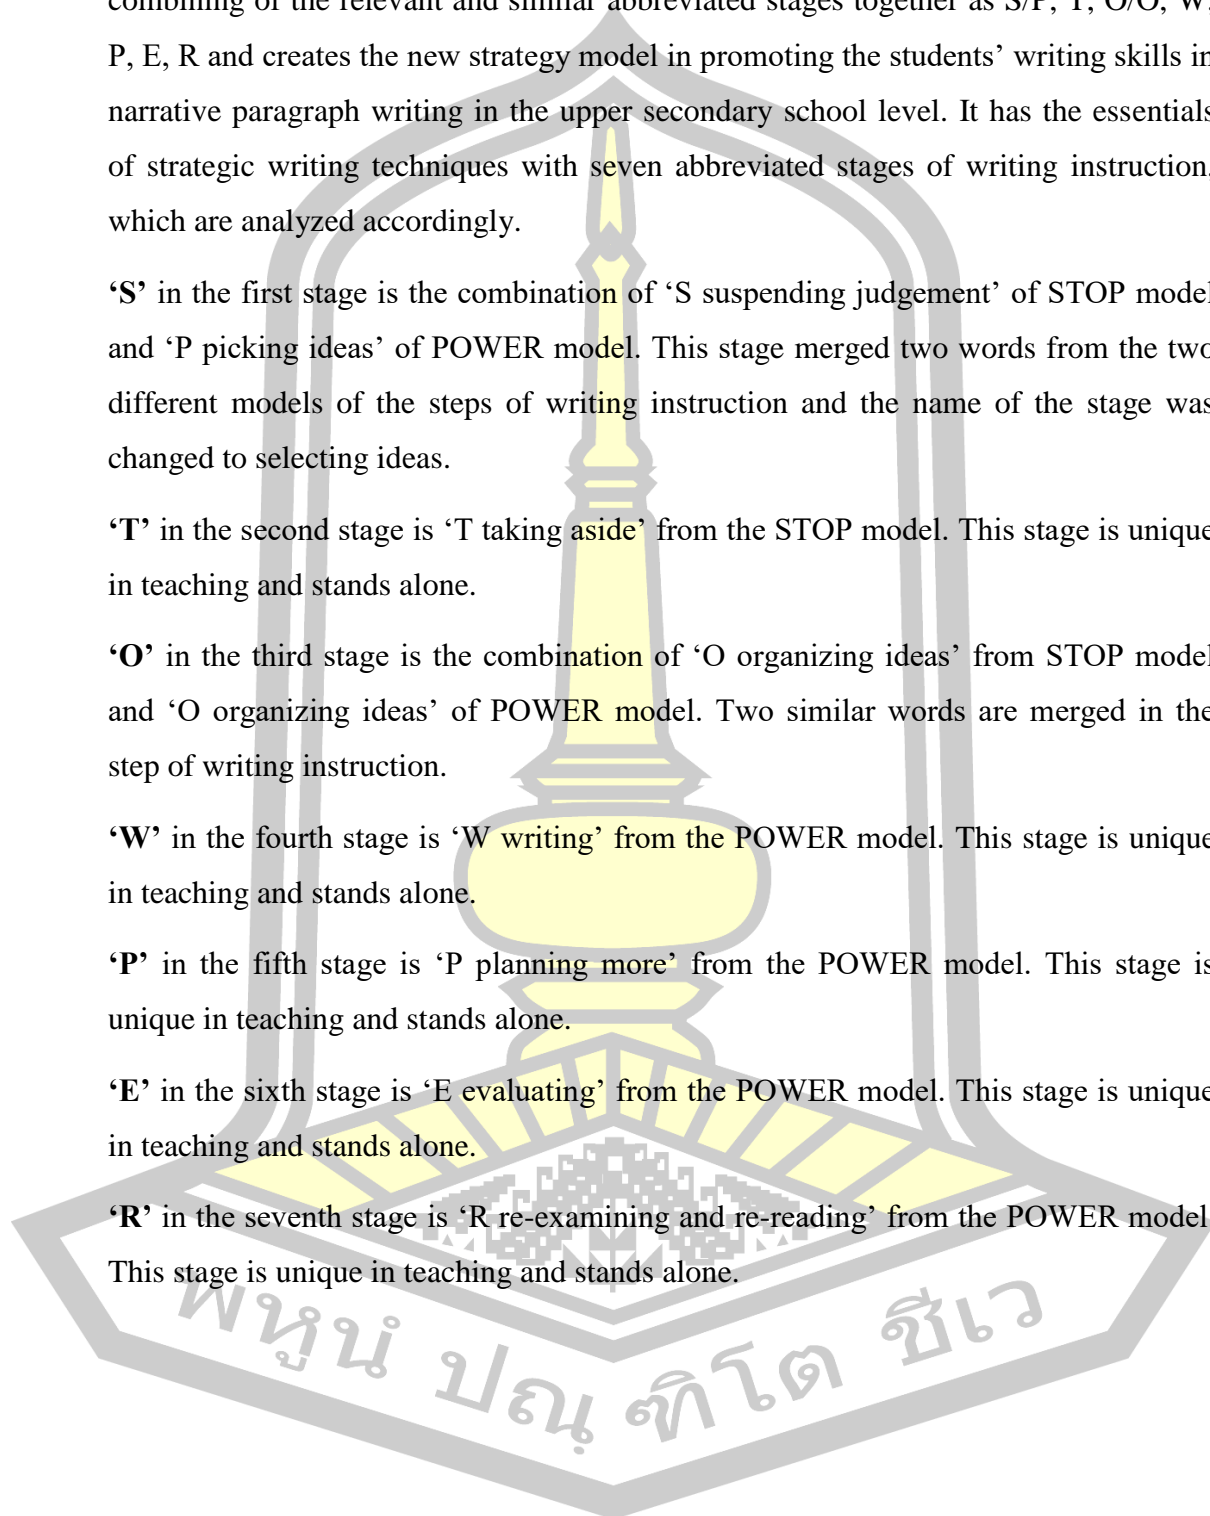 combining of the relevant and similar abbreviated stages together as S/P, T, O/O, W,
P, E, R and creates the new strategy model in promoting the students’ writing skills in
narrative paragraph writing in the upper secondary school level. It has the essentials
of strategic writing techniques with seven abbreviated stages of writing instruction,
which are analyzed accordingly.
‘S’ in the first stage is the combination of ‘S suspending judgement’ of STOP model
and ‘P picking ideas’ of POWER model. This stage merged two words from the two
different models of the steps of writing instruction and the name of the stage was
changed to selecting ideas.
‘T’ in the second stage is ‘T taking aside’ from the STOP model. This stage is unique
in teaching and stands alone.
‘O’ in the third stage is the combination of ‘O organizing ideas’ from STOP model
and ‘O organizing ideas’ of POWER model. Two similar words are merged in the
step of writing instruction.
‘W’ in the fourth stage is ‘W writing’ from the POWER model. This stage is unique
in teaching and stands alone.
‘P’ in the fifth stage is ‘P planning more’ from the POWER model. This stage is
unique in teaching and stands alone.
‘E’ in the sixth stage is ‘E evaluating’ from the POWER model. This stage is unique
in teaching and stands alone.
‘R’ in the seventh stage is ‘R re-examining and re-reading’ from the POWER model
This stage is unique in teaching and stands alone.
พหูนํ ปณฺฑิโต ชีเว